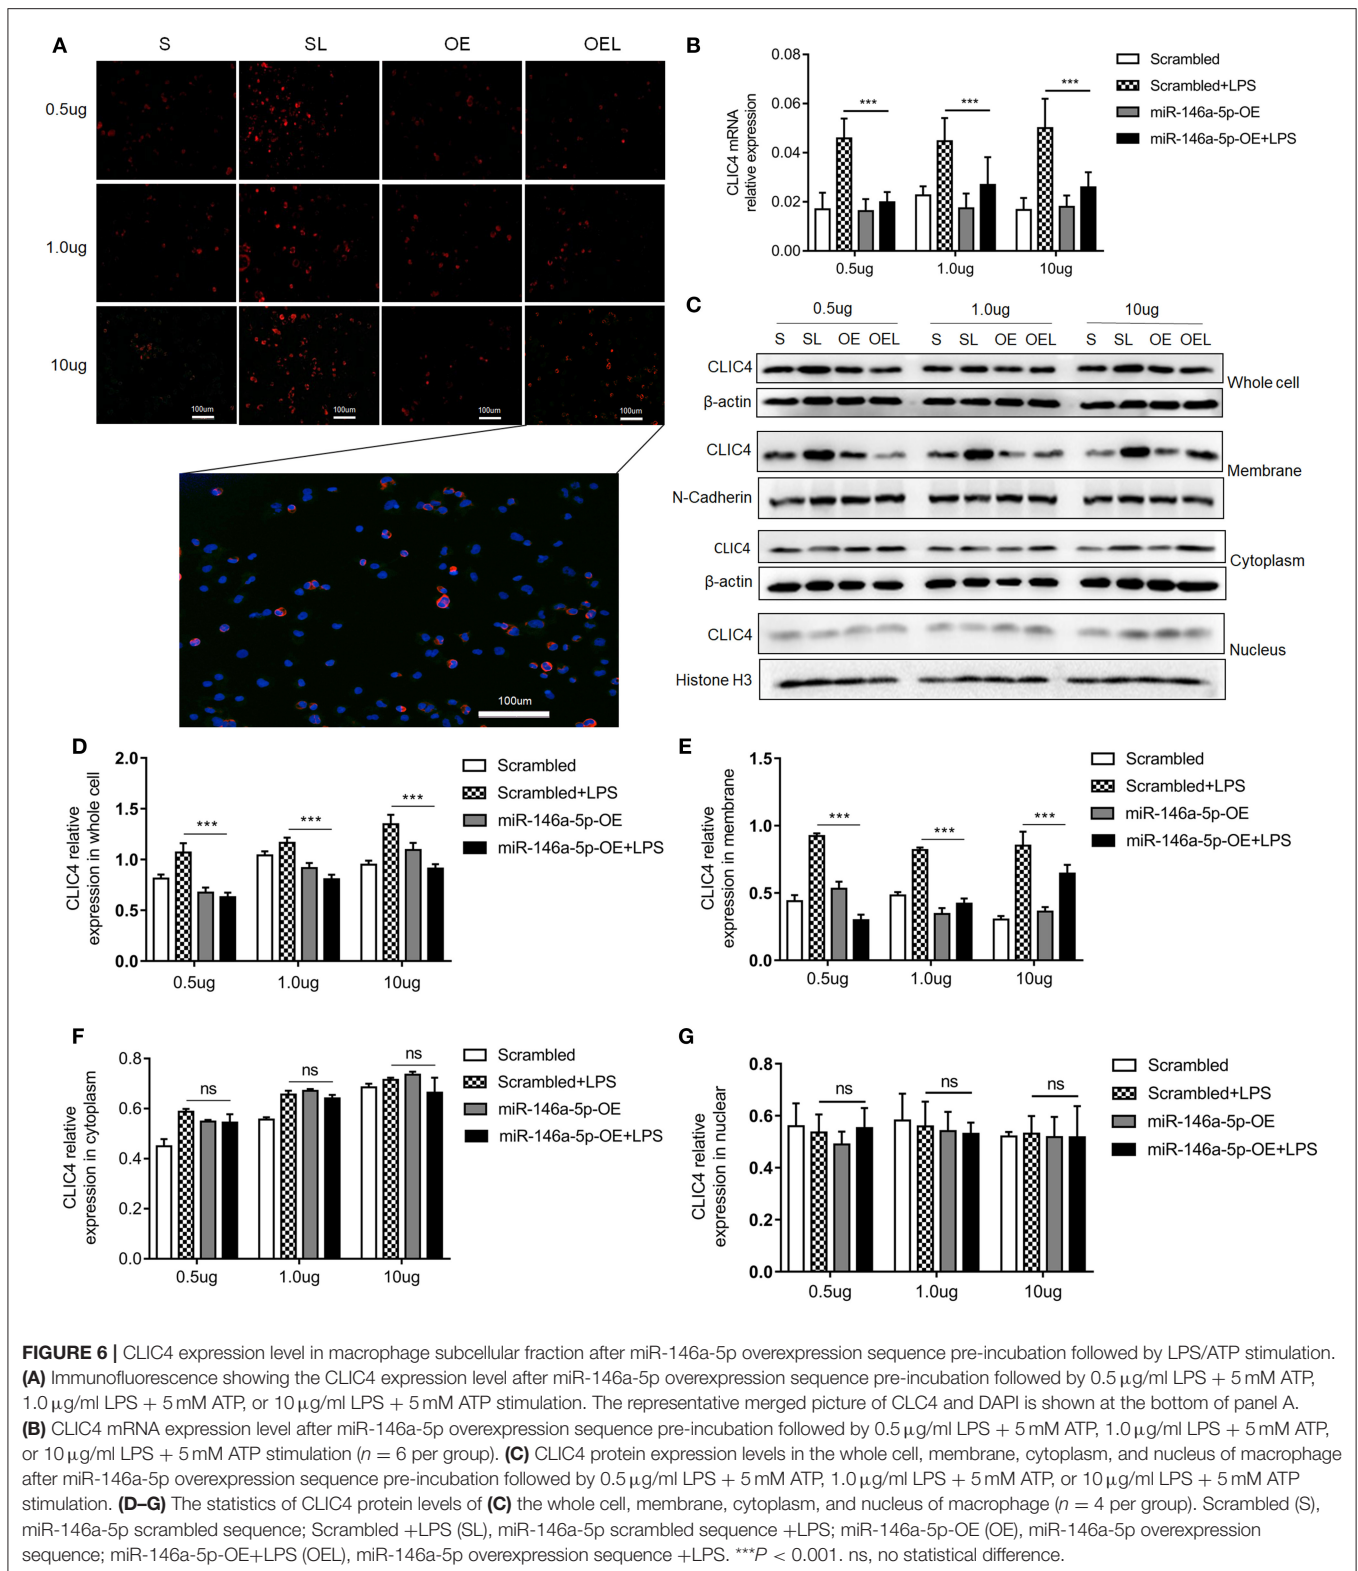 A
S SL OE OEL
0.5ug
1.0ug
10ug
100um 100um 100um 100um
100um
B
CLIC4 mRNA
relative expression
0.08
0.06
0.04
0.02
0.00
*** *** ***
0.5ug 1.0ug 10ug
Scrambled
Scrambled+LPS
miR-146a-5p-OE
miR-146a-5p-OE+LPS
C
0.5ug 1.0ug 10ug
S SL OE OEL S SL OE OEL S SL OE OEL
CLIC4
Whole cell
β-actin
CLIC4
Membrane
N-Cadherin
CLIC4
Cytoplasm
β-actin
CLIC4
Nucleus
Histone H3
D
CLIC4 relative
expression in whole cell
2.0
1.5
1.0
0.5
0.0
*** *** ***
0.5ug 1.0ug 10ug
Scrambled
Scrambled+LPS
miR-146a-5p-OE
miR-146a-5p-OE+LPS
E
CLIC4 relative
expression in membrane
1.5
1.0
0.5
0.0
*** *** ***
0.5ug 1.0ug 10ug
Scrambled
Scrambled+LPS
miR-146a-5p-OE
miR-146a-5p-OE+LPS
F
CLIC4 relative
expression in cytoplasm
0.8
0.6
0.4
0.2
0.0
ns ns ns
0.5ug 1.0ug 10ug
Scrambled
Scrambled+LPS
miR-146a-5p-OE
miR-146a-5p-OE+LPS
G
CLIC4 relative
expression in nuclear
0.8
0.6
0.4
0.2
0.0
ns ns ns
0.5ug 1.0ug 10ug
Scrambled
Scrambled+LPS
miR-146a-5p-OE
miR-146a-5p-OE+LPS
FIGURE 6 | CLIC4 expression level in macrophage subcellular fraction after miR-146a-5p overexpression sequence pre-incubation followed by LPS/ATP stimulation.
(A) Immunofluorescence showing the CLIC4 expression level after miR-146a-5p overexpression sequence pre-incubation followed by 0.5 μg/ml LPS + 5 mM ATP,
1.0 μg/ml LPS + 5 mM ATP, or 10 μg/ml LPS + 5 mM ATP stimulation. The representative merged picture of CLC4 and DAPI is shown at the bottom of panel A.
(B) CLIC4 mRNA expression level after miR-146a-5p overexpression sequence pre-incubation followed by 0.5 μg/ml LPS + 5 mM ATP, 1.0 μg/ml LPS + 5 mM ATP,
or 10 μg/ml LPS + 5 mM ATP stimulation (n = 6 per group). (C) CLIC4 protein expression levels in the whole cell, membrane, cytoplasm, and nucleus of macrophage
after miR-146a-5p overexpression sequence pre-incubation followed by 0.5 μg/ml LPS + 5 mM ATP, 1.0 μg/ml LPS + 5 mM ATP, or 10 μg/ml LPS + 5 mM ATP
stimulation. (D–G) The statistics of CLIC4 protein levels of (C) the whole cell, membrane, cytoplasm, and nucleus of macrophage (n = 4 per group). Scrambled (S),
miR-146a-5p scrambled sequence; Scrambled +LPS (SL), miR-146a-5p scrambled sequence +LPS; miR-146a-5p-OE (OE), miR-146a-5p overexpression
sequence; miR-146a-5p-OE+LPS (OEL), miR-146a-5p overexpression sequence +LPS. ***P < 0.001. ns, no statistical difference.